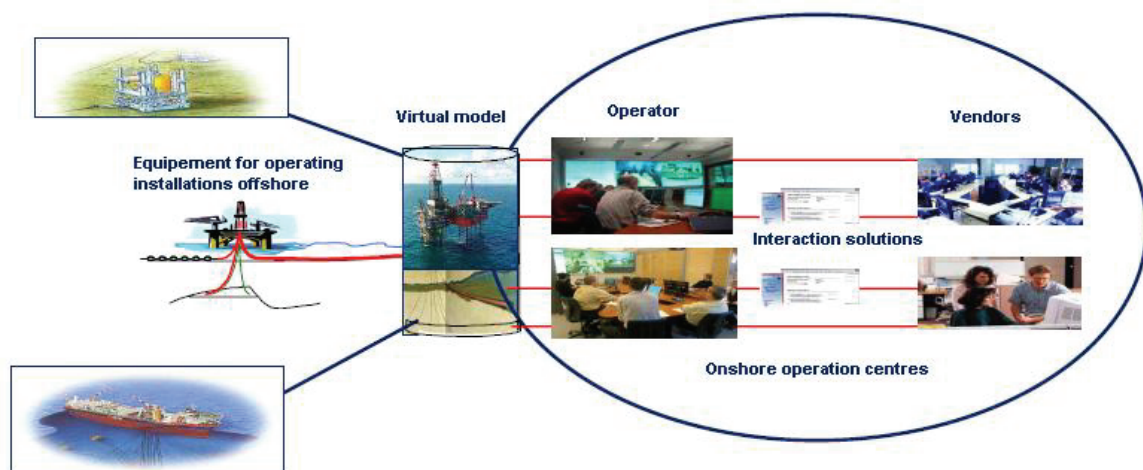 Virtual model
Operator
Vendors
Equipement for operating
installations offshore
Interaction solutions
Onshore operation centres